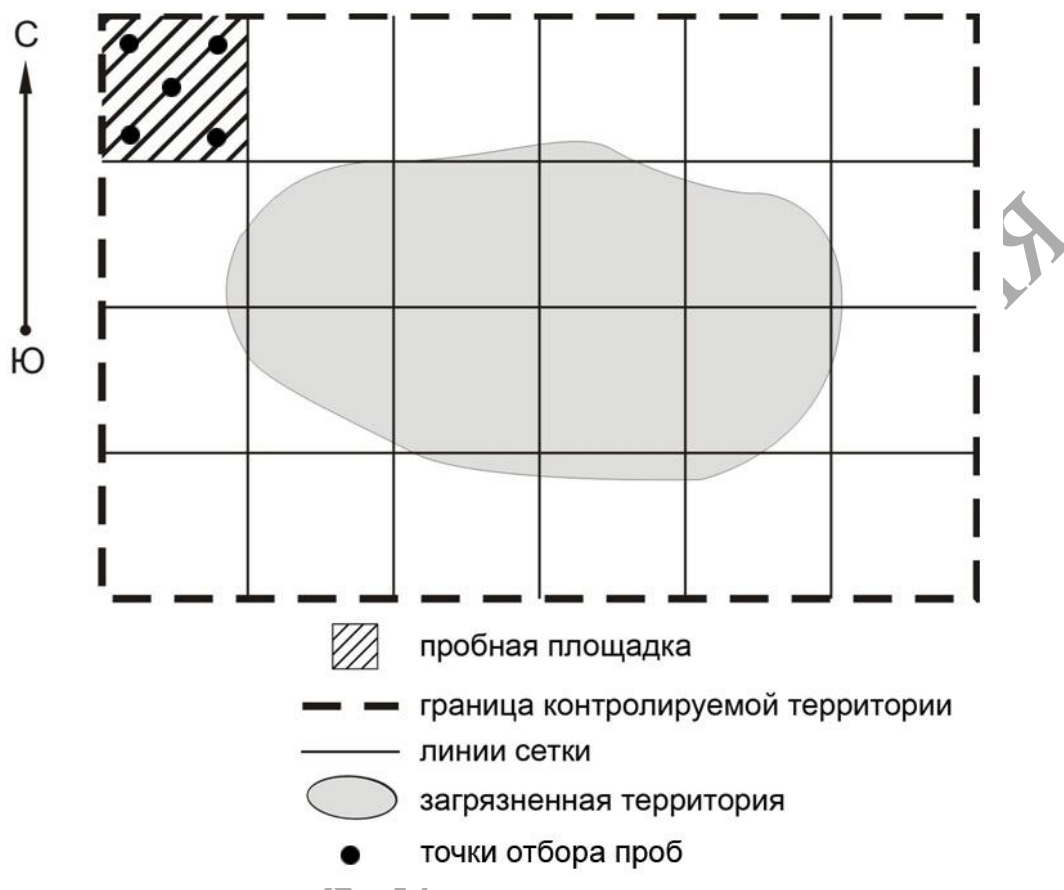 С
Ю
пробная площадка
граница контролируемой территории
линии сетки
загрязненная территория
точки отбора проб